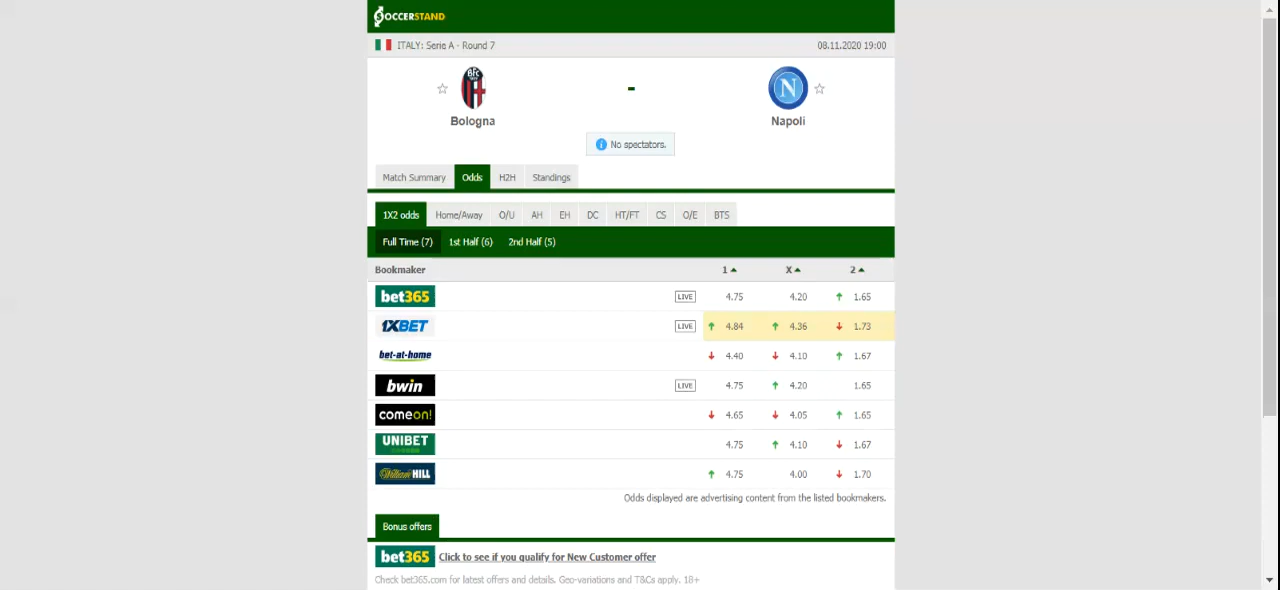 SOCCERSTAND
ITALY: Serie A - Round 7 08.11.2020 19:00
BFC
N
-
Bologna Napoli
No spectators.
Match Summary Odds H2H Standings
1X2 odds Home/Away O/U AH EH DC HT/FT CS O/E BTS
Full Time (7) 1st Half (6) 2nd Half (5)
Bookmaker 1 X 2
bet365 LIVE 4.75 4.20 1.65
1XBET LIVE 4.84 4.36 1.73
bet-at-home 4.40 4.10 1.67
bwin LIVE 4.75 4.20 1.65
comeon! 4.65 4.05 1.65
UNIBET 4.75 4.10 1.67
William HILL 4.75 4.00 1.70
Odds displayed are advertising content from the listed bookmakers.
Bonus offers
bet365 Click to see if you qualify for New Customer offer
Check bet365.com for latest offers and details. Geo-variations and T&Cs apply. 18+